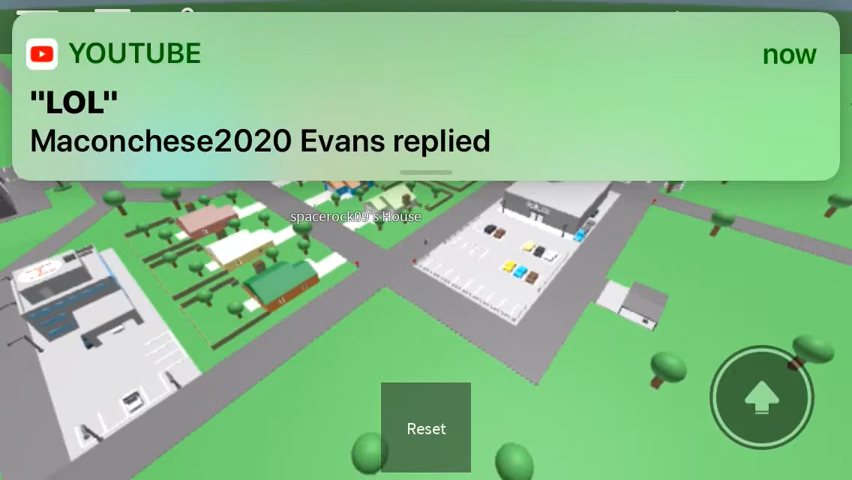 YOUTUBE
now
"LOL"
Maconchese2020 Evans replied
spacerock09's House
Reset